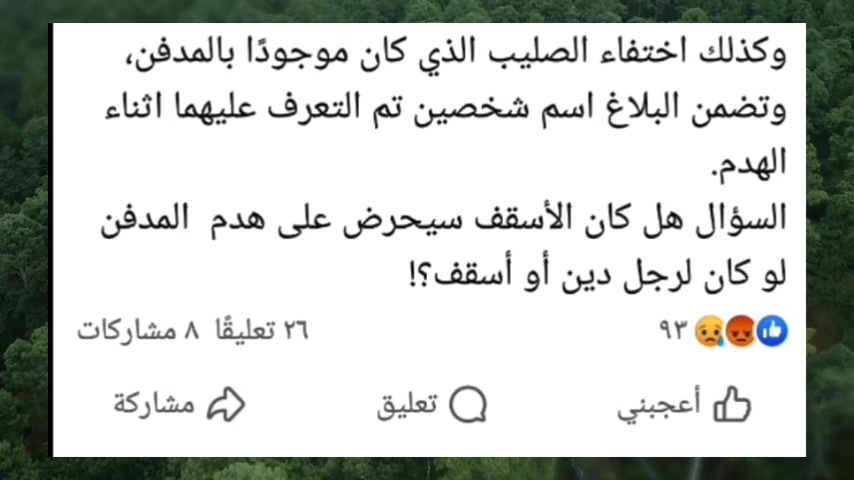 وكذلك اختفاء الصليب الذي كان موجودًا بالمدفن،
وتضمن البلاغ اسم شخصين تم التعرف عليهما اثناء
الهدم.
السؤال هل كان الأسقف سيحرض على هدم المدفن
لو كان لرجل دين أو أسقف؟!
٩٣ ٢٦ تعليقًا ٨ مشاركات
أعجبني تعليق مشاركة